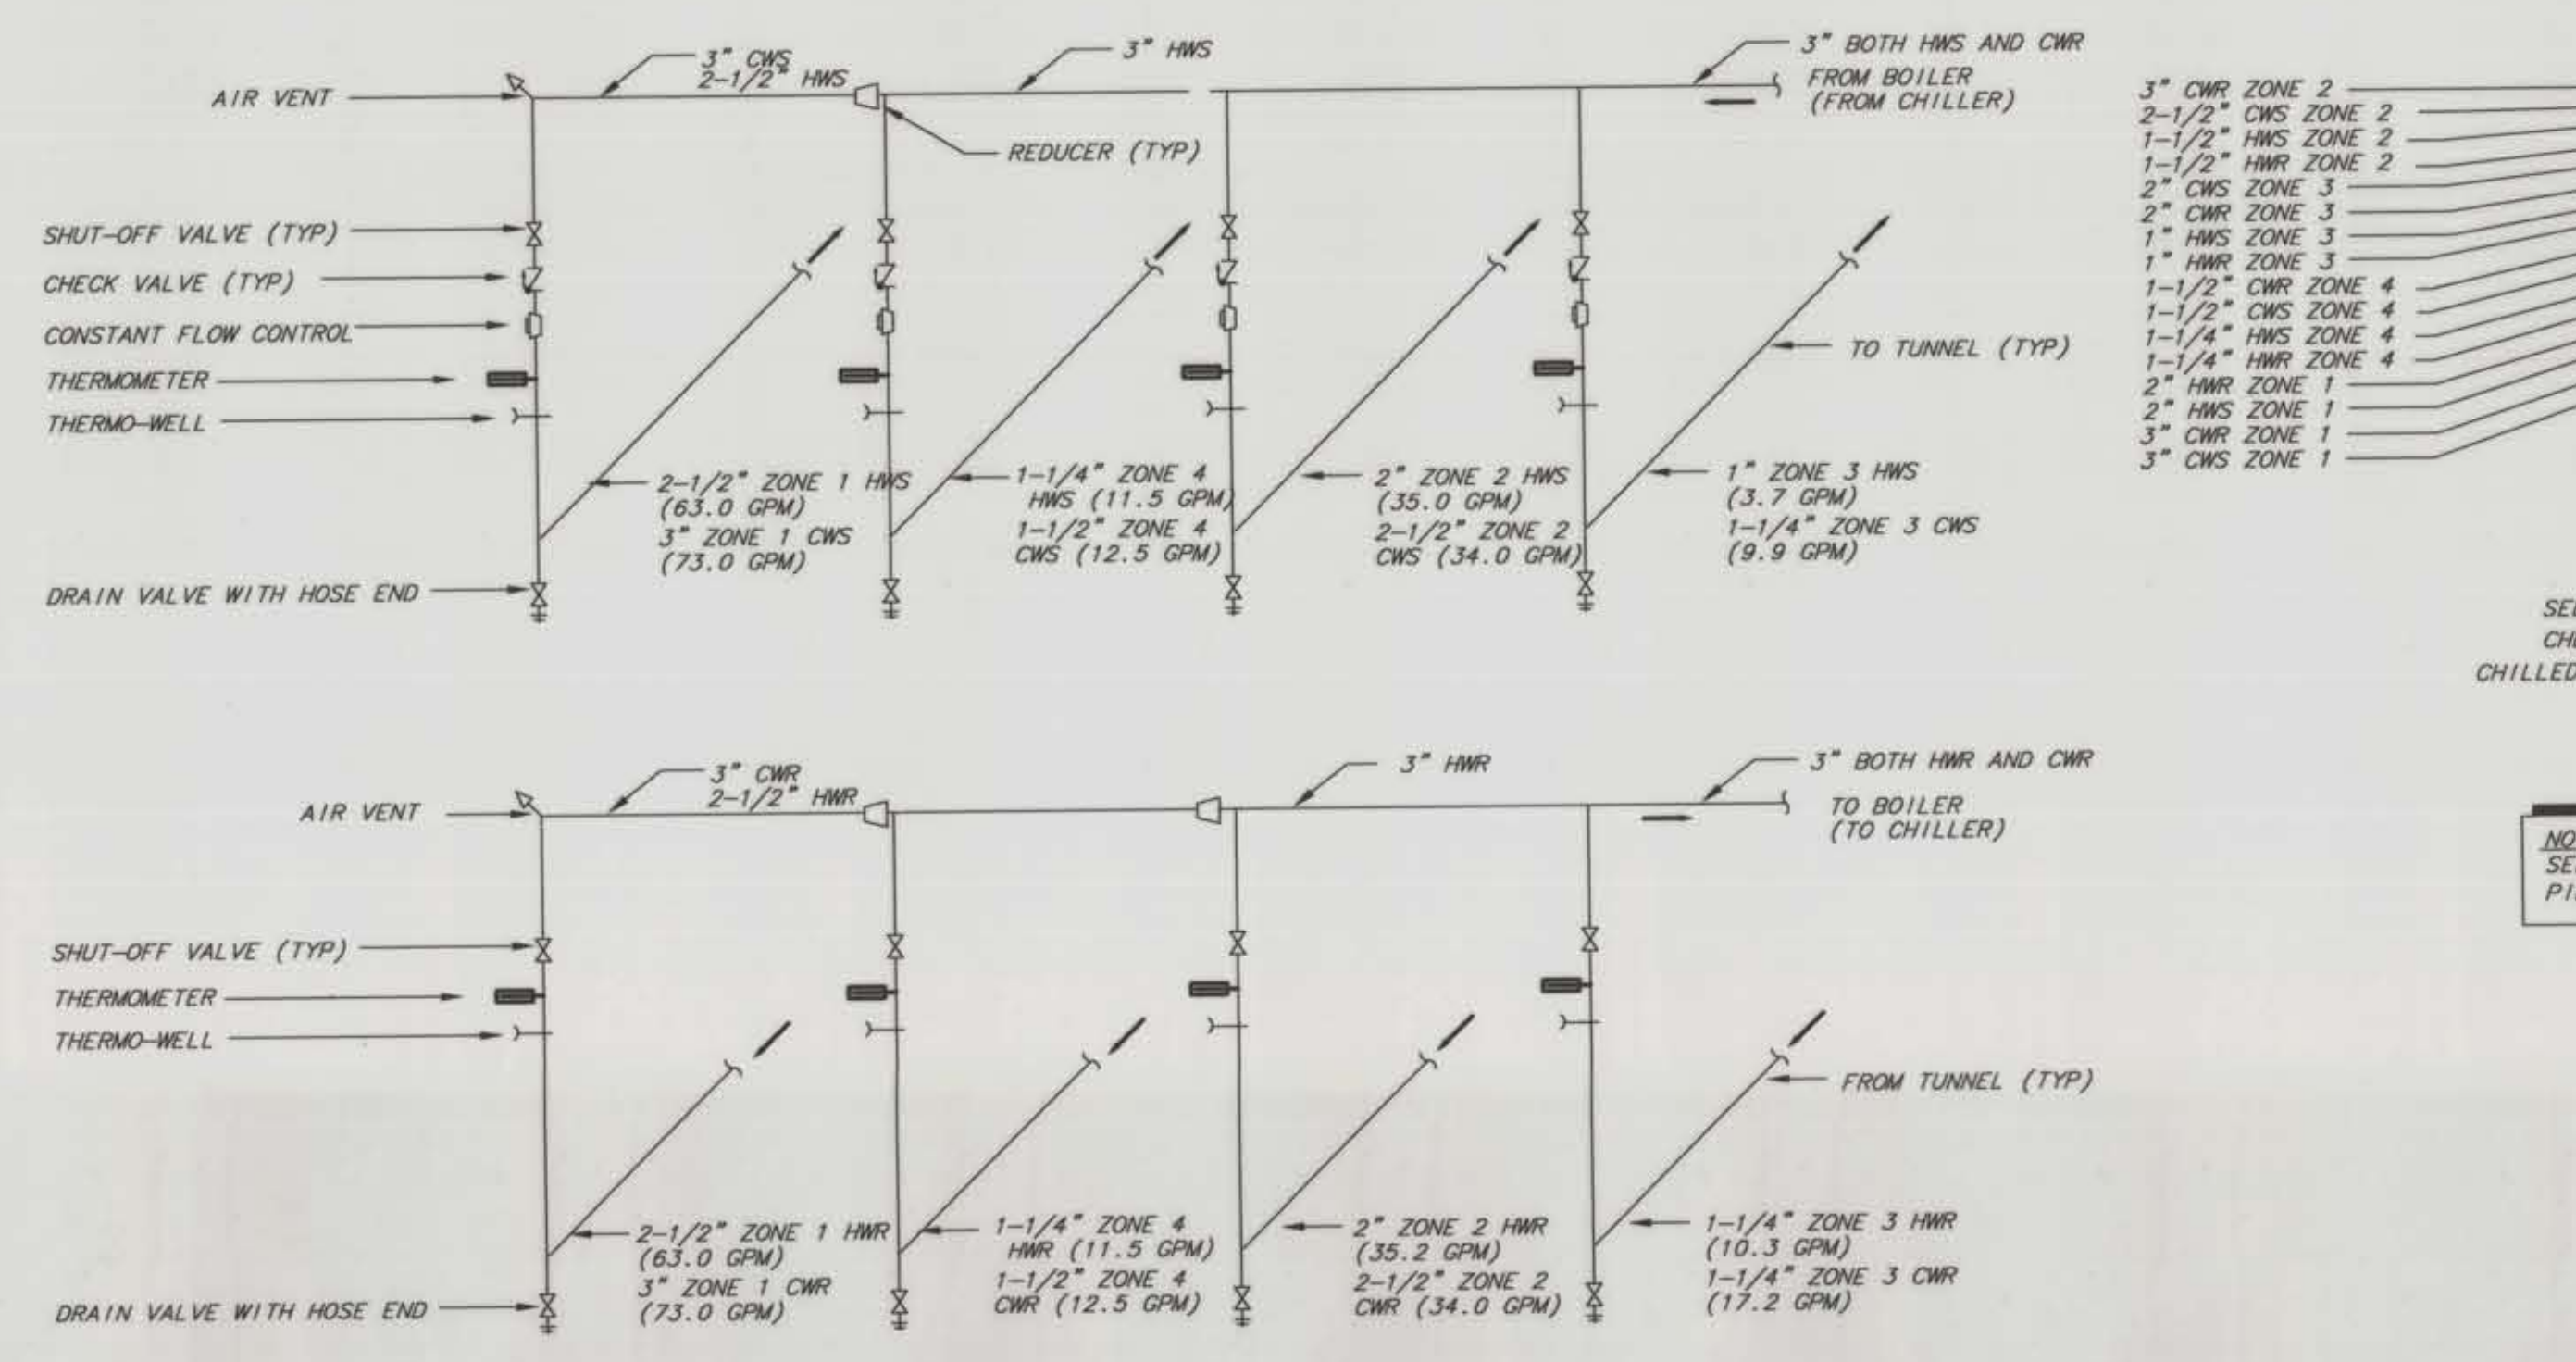 3" CWS
2-1/2" HWS
3" HWS
3" BOTH HWS AND CWR
FROM BOILER
(FROM CHILLER)
AIR VENT
REDUCER (TYP)
SHUT-OFF VALVE (TYP)
CHECK VALVE (TYP)
CONSTANT FLOW CONTROL
THERMOMETER
THERMO-WELL
TO TUNNEL (TYP)
2-1/2" ZONE 1 HWS
(63.0 GPM)
3" ZONE 1 CWS
(73.0 GPM)
1-1/4" ZONE 4
HWS (11.5 GPM)
1-1/2" ZONE 4
CWS (12.5 GPM)
2" ZONE 2 HWS
(35.0 GPM)
2-1/2" ZONE 2
CWS (34.0 GPM)
1" ZONE 3 HWS
(3.7 GPM)
1-1/4" ZONE 3 CWS
(9.9 GPM)
DRAIN VALVE WITH HOSE END
3" CWR ZONE 2
2-1/2" CWS ZONE 2
1-1/2" HWS ZONE 2
1-1/2" HWR ZONE 2
2" CWS ZONE 3
2" CWR ZONE 3
1" HWS ZONE 3
1" HWR ZONE 3
1-1/2" CWR ZONE 4
1-1/2" CWS ZONE 4
1-1/4" HWS ZONE 4
1-1/4" HWR ZONE 4
2" HWR ZONE 1
2" HWS ZONE 1
3" CWR ZONE 1
3" CWS ZONE 1
CHILLED
3" CWR
2-1/2" HWR
3" HWR
3" BOTH HWR AND CWR
TO BOILER
(TO CHILLER)
AIR VENT
SHUT-OFF VALVE (TYP)
THERMOMETER
THERMO-WELL
FROM TUNNEL (TYP)
2-1/2" ZONE 1 HWR
(63.0 GPM)
3" ZONE 1 CWR
(73.0 GPM)
1-1/4" ZONE 4
HWR (11.5 GPM)
1-1/2" ZONE 4
CWR (12.5 GPM)
2" ZONE 2 HWR
(35.2 GPM)
2-1/2" ZONE 2
CWR (34.0 GPM)
1-1/4" ZONE 3 HWR
(10.3 GPM)
1-1/4" ZONE 3 CWR
(17.2 GPM)
DRAIN VALVE WITH HOSE END